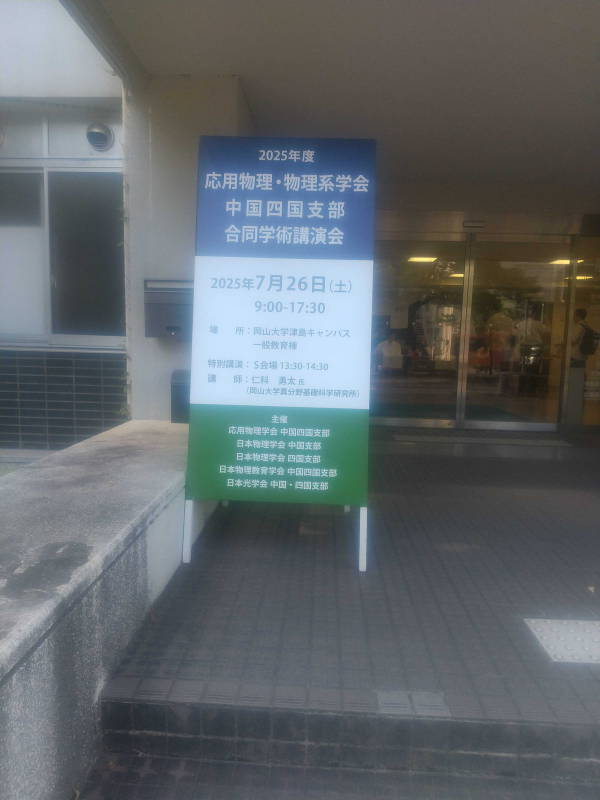 2025年度
応用物理・物理系学会
中国四国支部
合同学術講演会
2025年7月26日(土)
9:00-17:30
場　所：岡山大学津島キャンパス
一般教育棟
特別講演：S会場 13:30-14:30
講　師：仁科　勇太 氏
(岡山大学異分野基礎科学研究所)
主催
応用物理学会 中国四国支部
日本物理学会 中国支部
日本物理学会 四国支部
日本物理教育学会 中国四国支部
日本光学会 中国・四国支部